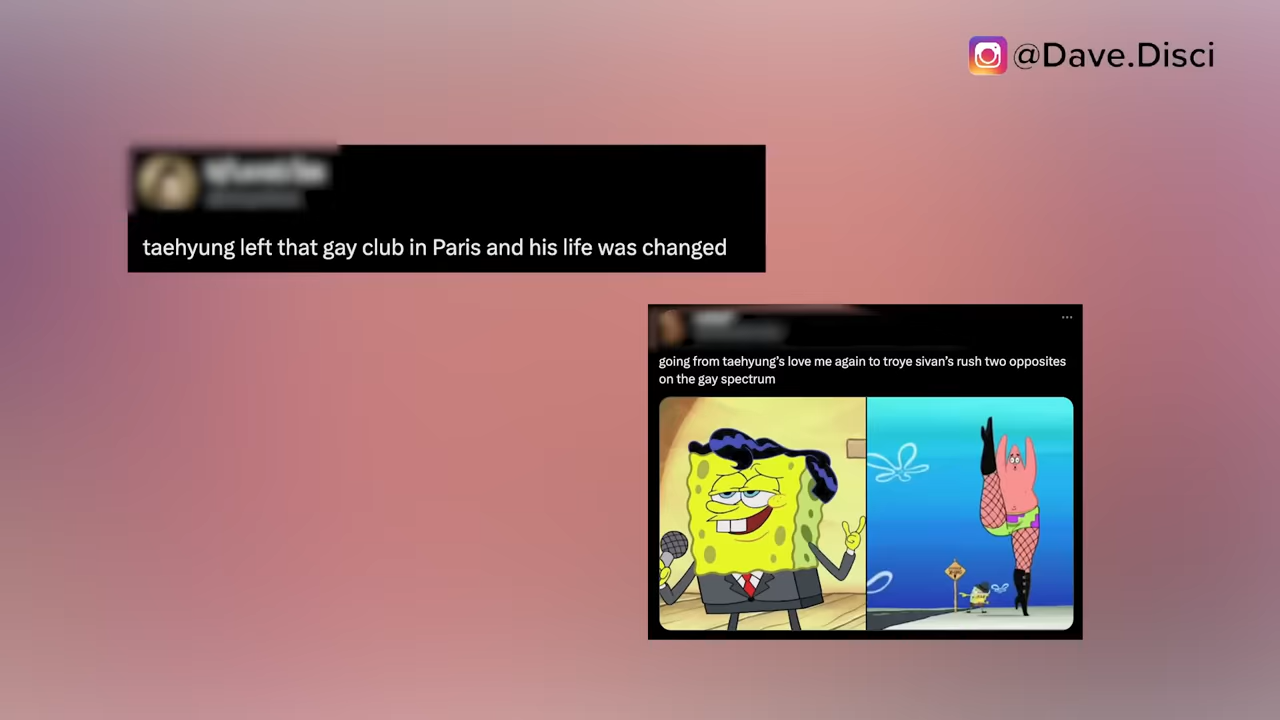 @Dave.Disci
taehyung left that gay club in Paris and his life was changed
going from taehyung's love me again to troye sivan's rush two opposites
on the gay spectrum